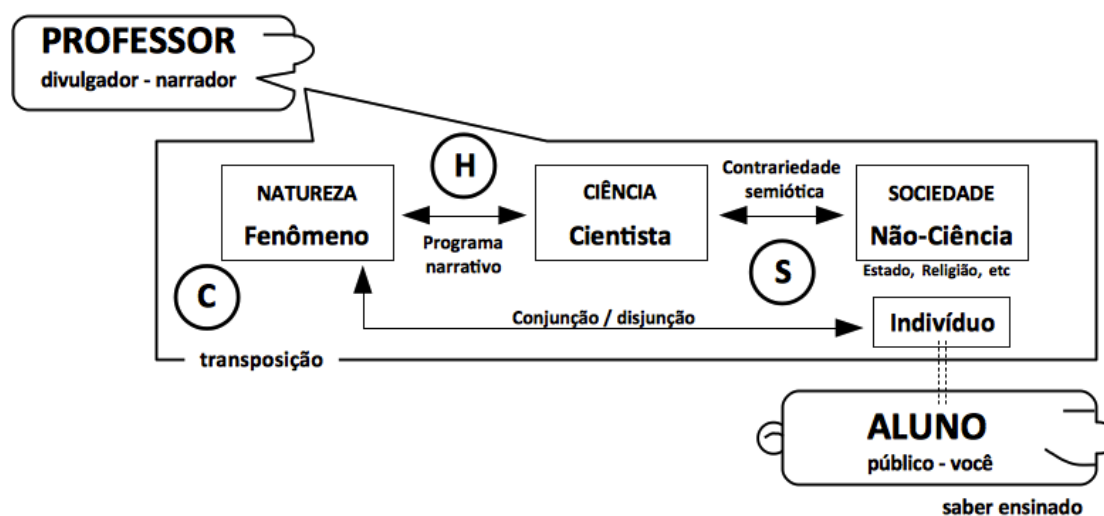 PROFESSOR
divulgador - narrador
H
NATUREZA
Fenômeno
Programa
narrativo
CIÊNCIA
Cientista
Contrariedade
semiótica
S
SOCIEDADE
Não-Ciência
Estado, Religião, etc
C
Conjunção / disjunção
Indivíduo
transposição
ALUNO
público - você
saber ensinado